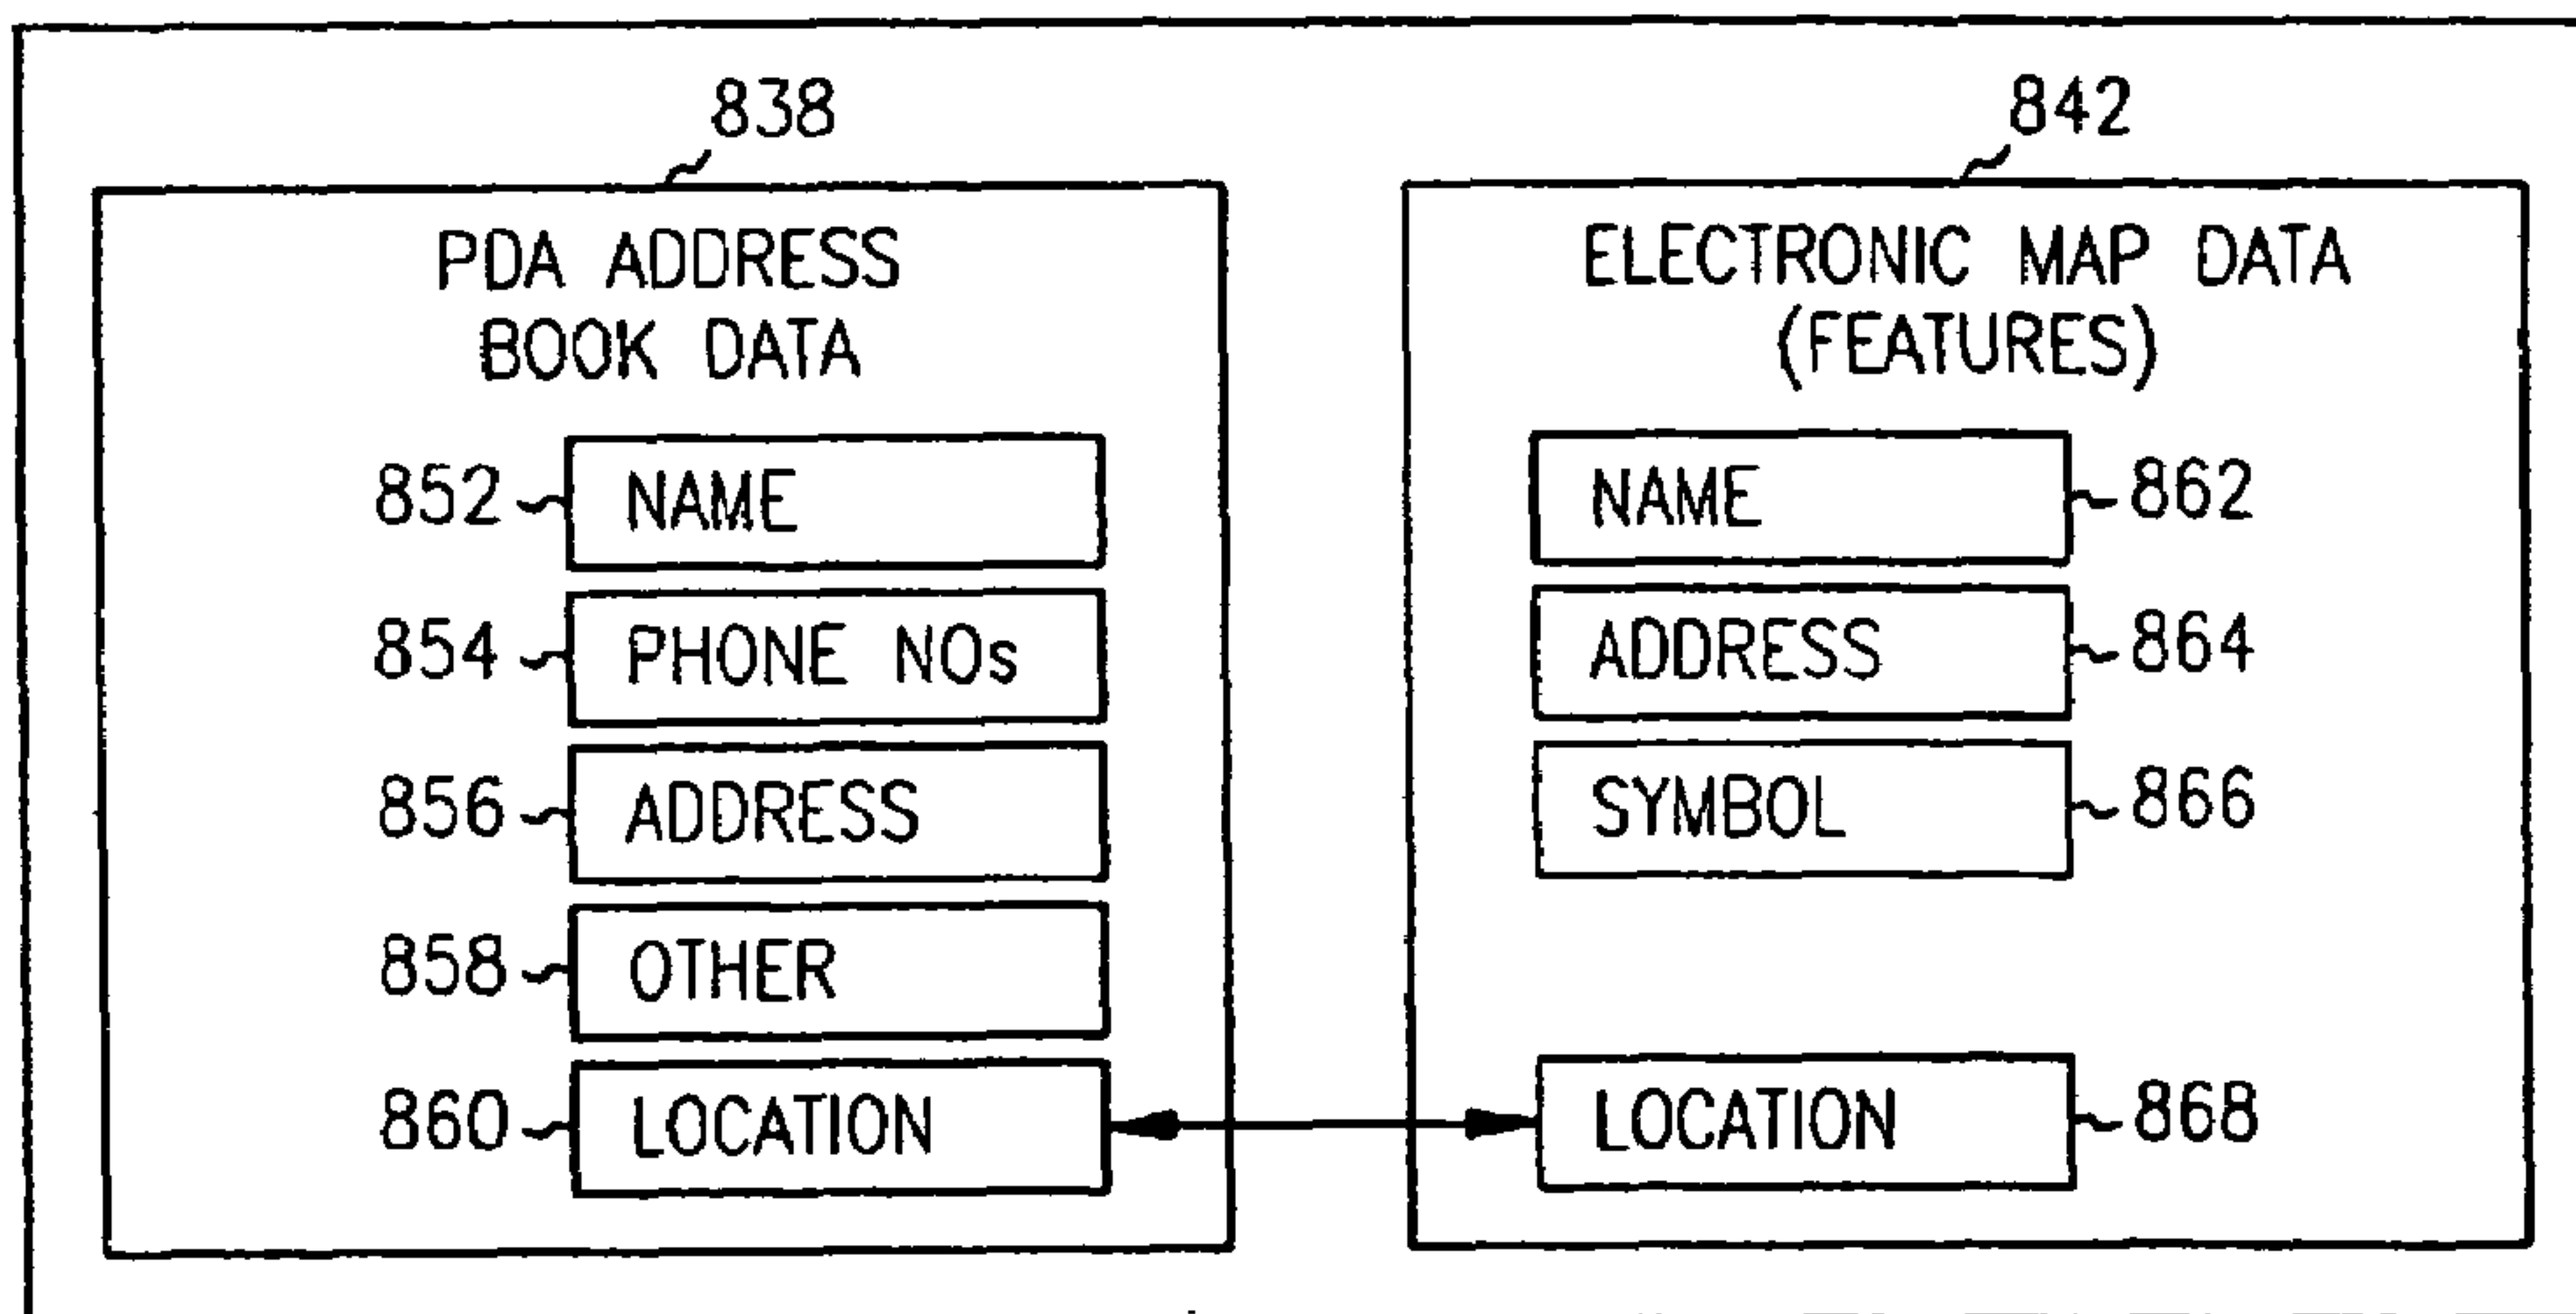 838
PDA ADDRESS
BOOK DATA
852 NAME
854 PHONE NOs
856 ADDRESS
858 OTHER
860 LOCATION
842
ELECTRONIC MAP DATA
(FEATURES)
NAME 862
ADDRESS 864
SYMBOL 866
LOCATION 868